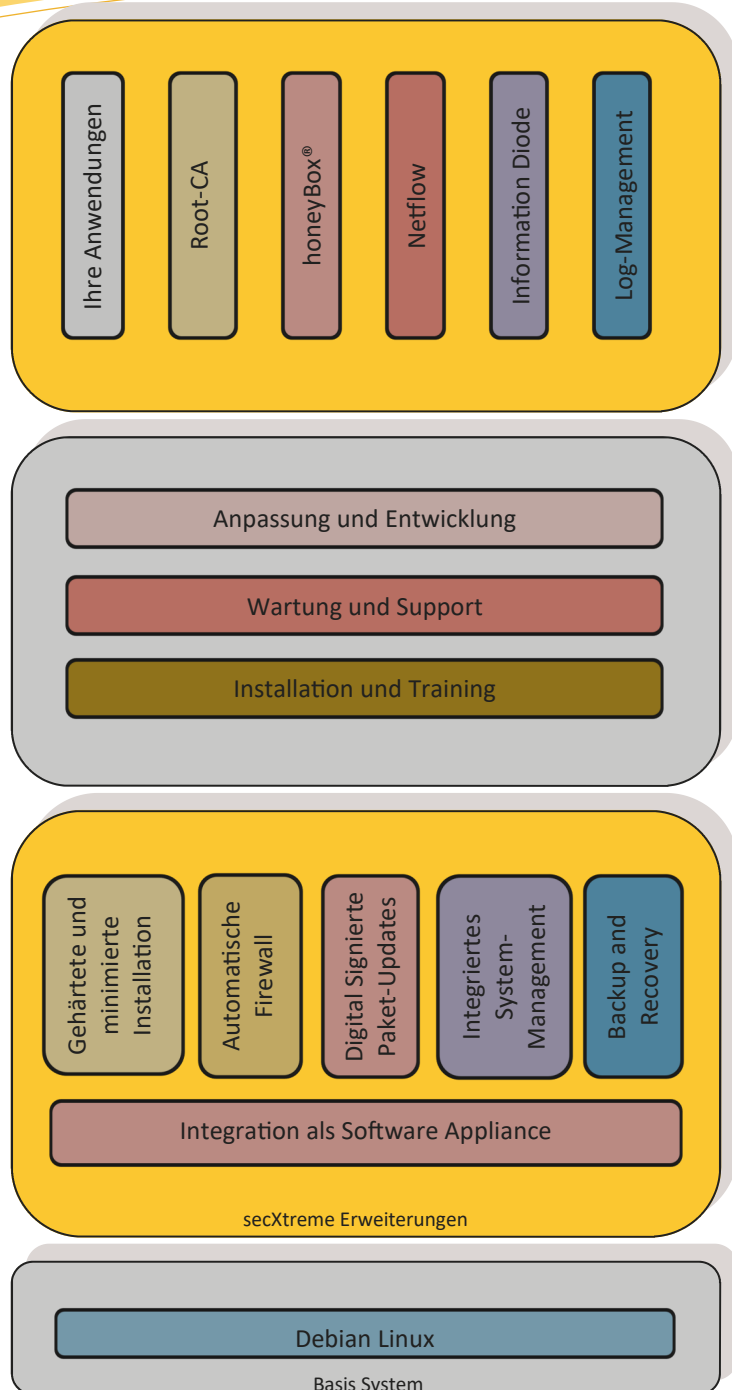 Ihre Anwendungen
Root-CA
honeyBox®
Netflow
Information Diode
Log-Management
Anpassung und Entwicklung
Wartung und Support
Installation und Training
Gehärtete und
minimierte
Installation
Automatische
Firewall
Digital Signierte
Paket-Updates
Integriertes
System-
Management
Backup and
Recovery
Integration als Software Appliance
secXtreme Erweiterungen
Debian Linux
Basis System